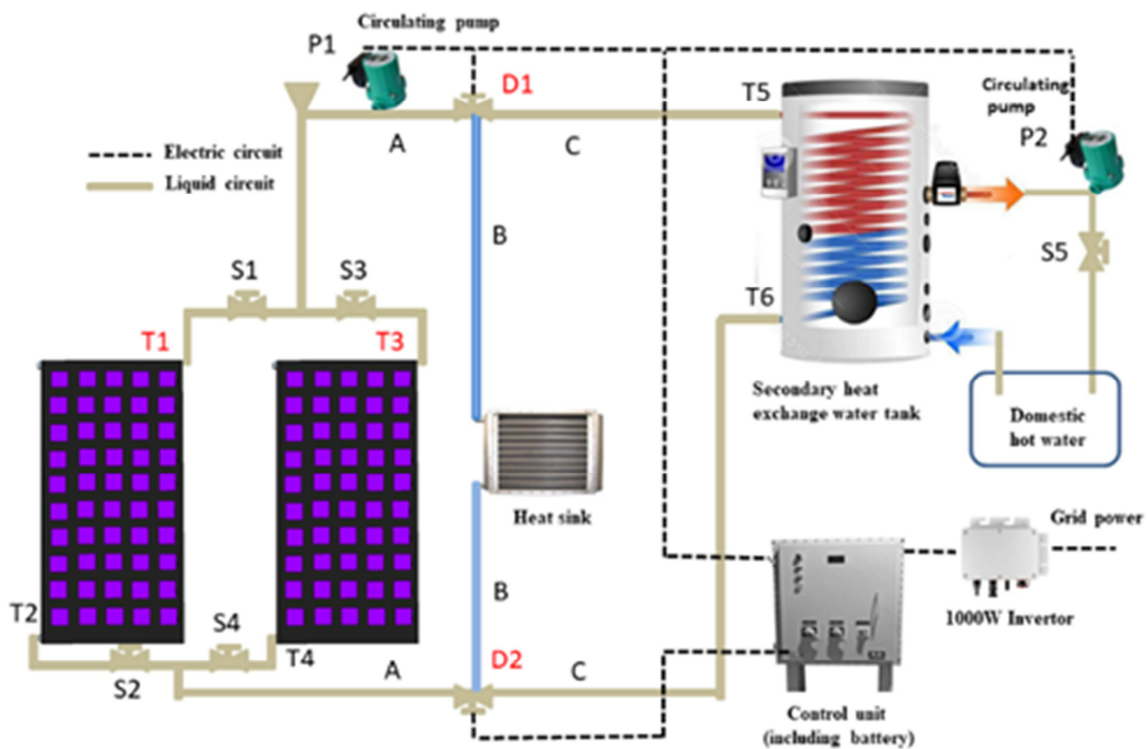 Circulating pump
P1
D1
A
C
T5
Circulating
pump
P2
Electric circuit
Liquid circuit
B
S1
S3
S5
T6
T1
T3
Secondary heat
exchange water tank
Domestic
hot water
Heat sink
Grid power
B
1000W Invertor
T2
S4
T4
S2
A
D2
C
Control unit
(including battery)